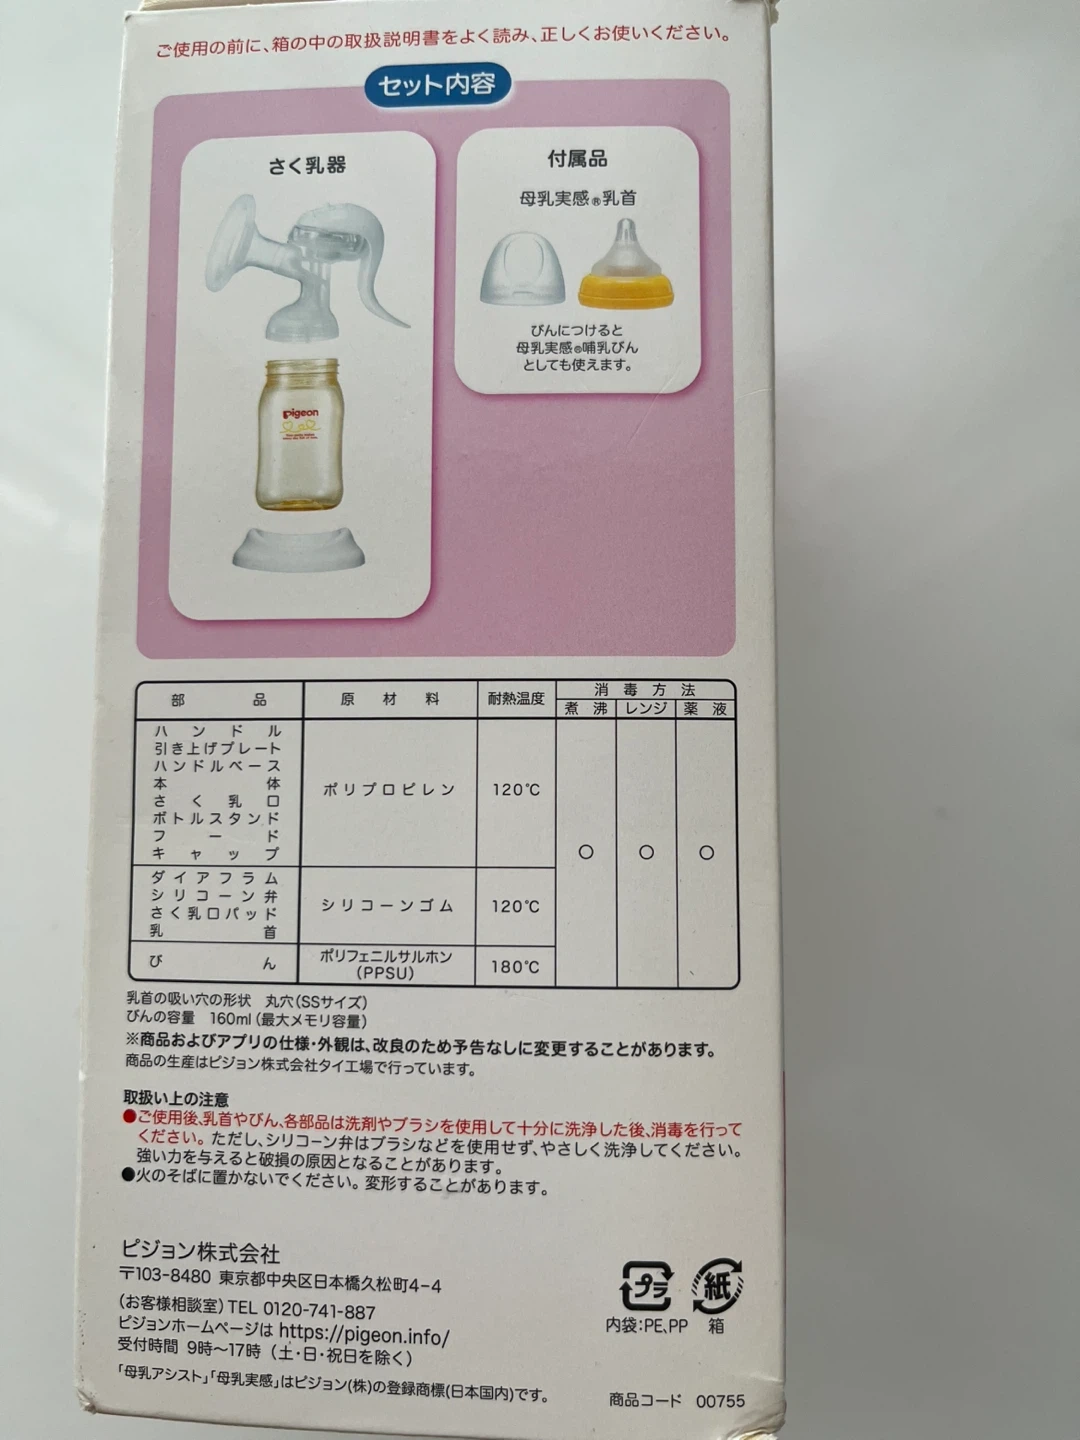 ご使用の前に、箱の中の取扱説明書をよく読み、正しくお使いください。
セット内容
さく乳器
pigeon
付属品
母乳実感®乳首
びんにつけると
母乳実感®哺乳びん
としても使えます。
部品 原材料 耐熱温度 消毒方法
煮沸 レンジ 薬液
ハンドル
引き上げプレート
ハンドルベース
本体
さく乳口
ボトルスタンド
フード
キャップ
ポリプロピレン 120℃
ダイアフラム
シリコーン弁
さく乳口パッド
乳首
シリコーンゴム 120℃
びん
ポリフェニルサルホン
(PPSU)
180℃
○ ○ ○
乳首の吸い穴の形状 丸穴(SSサイズ)
びんの容量 160ml(最大メモリ容量)
※商品およびアプリの仕様・外観は、改良のため予告なしに変更することがあります。
商品の生産はピジョン株式会社タイ工場で行っています。
取扱い上の注意
●ご使用後、乳首やびん、各部品は洗剤やブラシを使用して十分に洗浄した後、消毒を行って
ください。ただし、シリコーン弁はブラシなどを使用せず、やさしく洗浄してください。
強い力を与えると破損の原因となることがあります。
●火のそばに置かないでください。変形することがあります。
ピジョン株式会社
〒103-8480 東京都中央区日本橋久松町4-4
(お客様相談室)TEL 0120-741-887
ピジョンホームページは https://pigeon.info/
受付時間 9時〜17時 (土・日・祝日を除く)
「母乳アシスト」「母乳実感」はピジョン(株)の登録商標(日本国内)です。
プラ 紙
内袋:PE、PP 箱
商品コード 00755